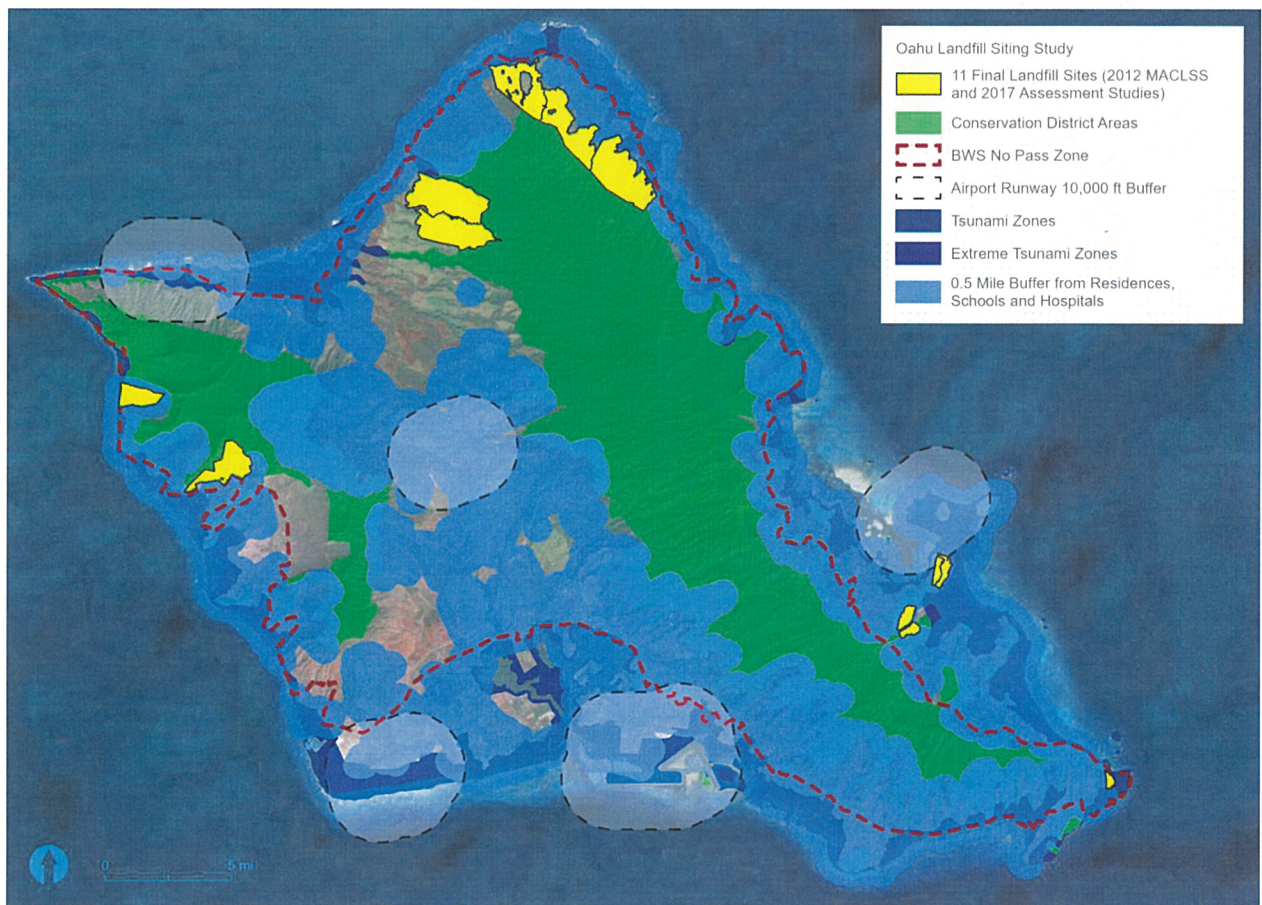 Oahu Landfill Siting Study
11 Final Landfill Sites (2012 MACLSS
and 2017 Assessment Studies)
Conservation District Areas
BWS No Pass Zone
Airport Runway 10,000 ft Buffer
Tsunami Zones
Extreme Tsunami Zones
0.5 Mile Buffer from Residences,
Schools and Hospitals
0 5 mi